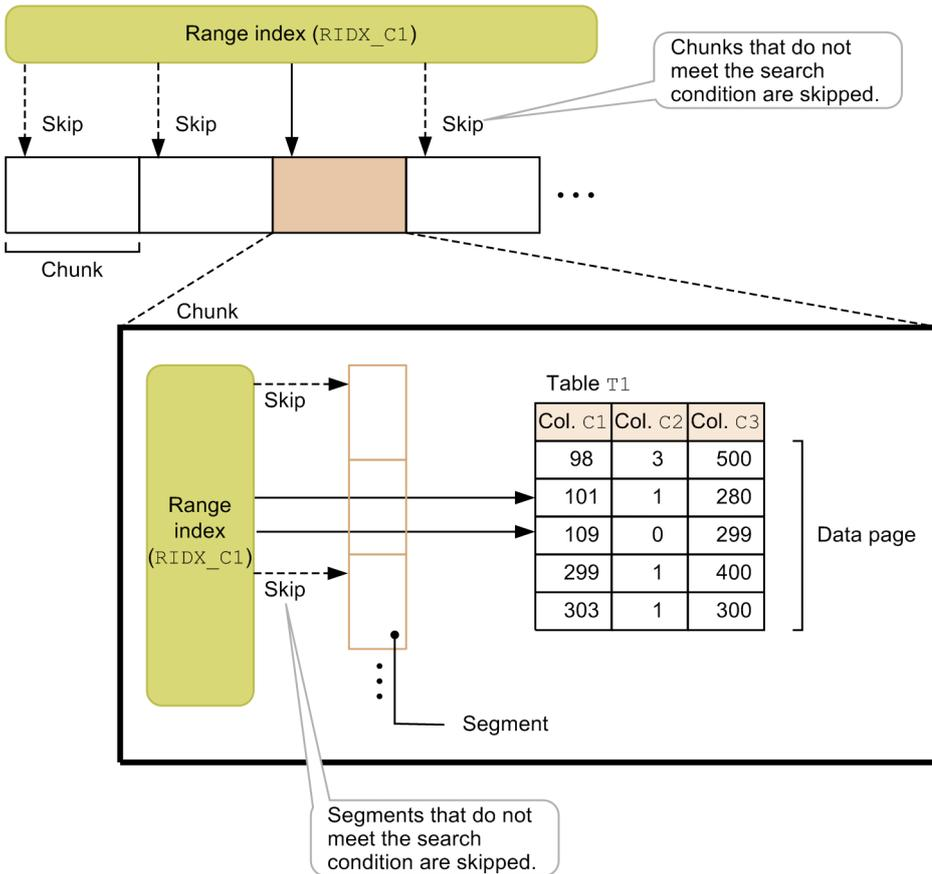 Range index (RIDX_C1)
Chunks that do not
meet the search
condition are skipped.
Skip
Skip
Skip
Chunk
Chunk
Skip
Range
index
(RIDX_C1)
Skip
Table T1
Col. C1 Col. C2 Col. C3
98 3 500
101 1 280
109 0 299
299 1 400
303 1 300
Data page
Segment
Segments that do not
meet the search
condition are skipped.